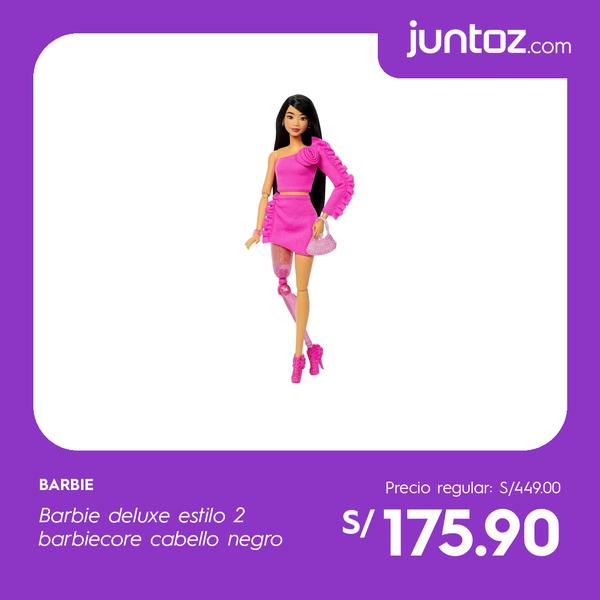 juntoz.com
BARBIE
Barbie deluxe estilo 2
barbiecore cabello negro
Precio regular: S/449.00
S/175.90